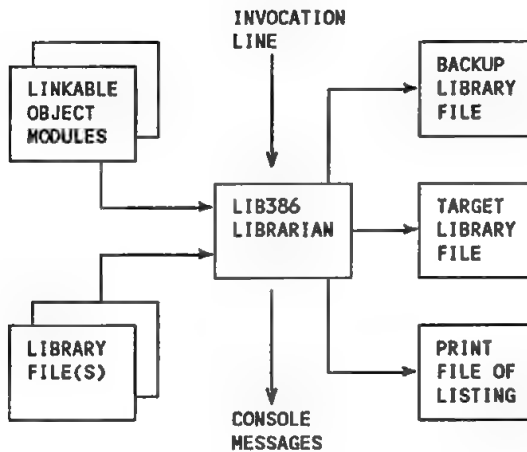 INVOCATION
LINE
LINKABLE
OBJECT
MODULES
BACKUP
LIBRARY
FILE
LIB386
LIBRARIAN
TARGET
LIBRARY
FILE
LIBRARY
FILE(S)
PRINT
FILE OF
LISTING
CONSOLE
MESSAGES